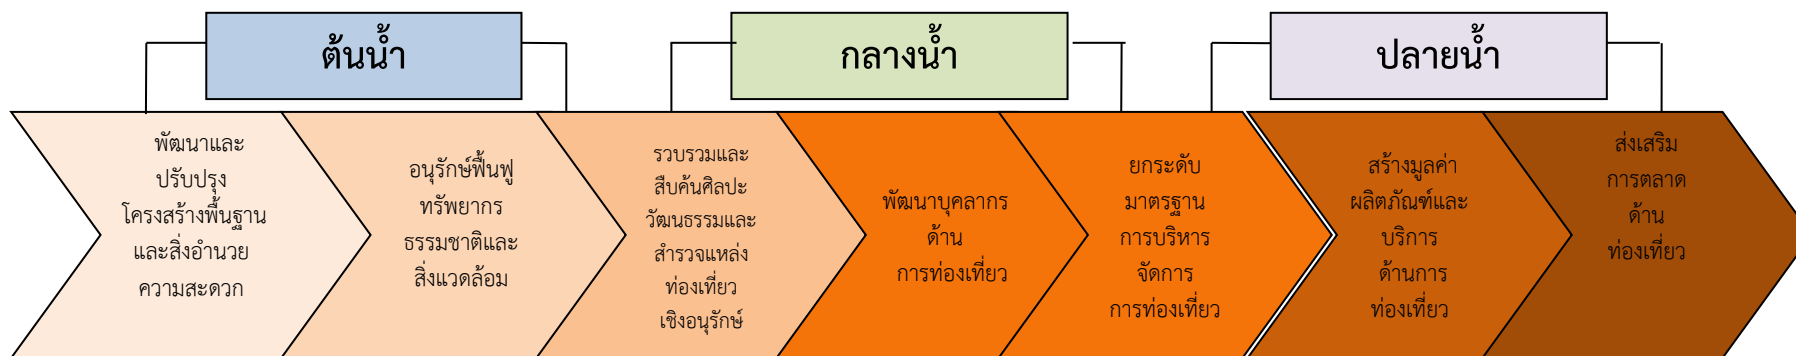 ต้นน้ำ
กลางน้ำ
ปลายน้ำ
พัฒนาและ
ปรับปรุง
โครงสร้างพื้นฐาน
และสิ่งอำนวย
ความสะดวก
อนุรักษ์ฟื้นฟู
ทรัพยากร
ธรรมชาติและ
สิ่งแวดล้อม
รวบรวมและ
สืบค้นศิลปะ
วัฒนธรรมและ
สำรวจแหล่ง
ท่องเที่ยว
เชิงอนุรักษ์
พัฒนาบุคลากร
ด้าน
การท่องเที่ยว
ยกระดับ
มาตรฐาน
การบริหาร
จัดการ
การท่องเที่ยว
สร้างมูลค่า
ผลิตภัณฑ์และ
บริการ
ด้านการ
ท่องเที่ยว
ส่งเสริม
การตลาด
ด้าน
ท่องเที่ยว